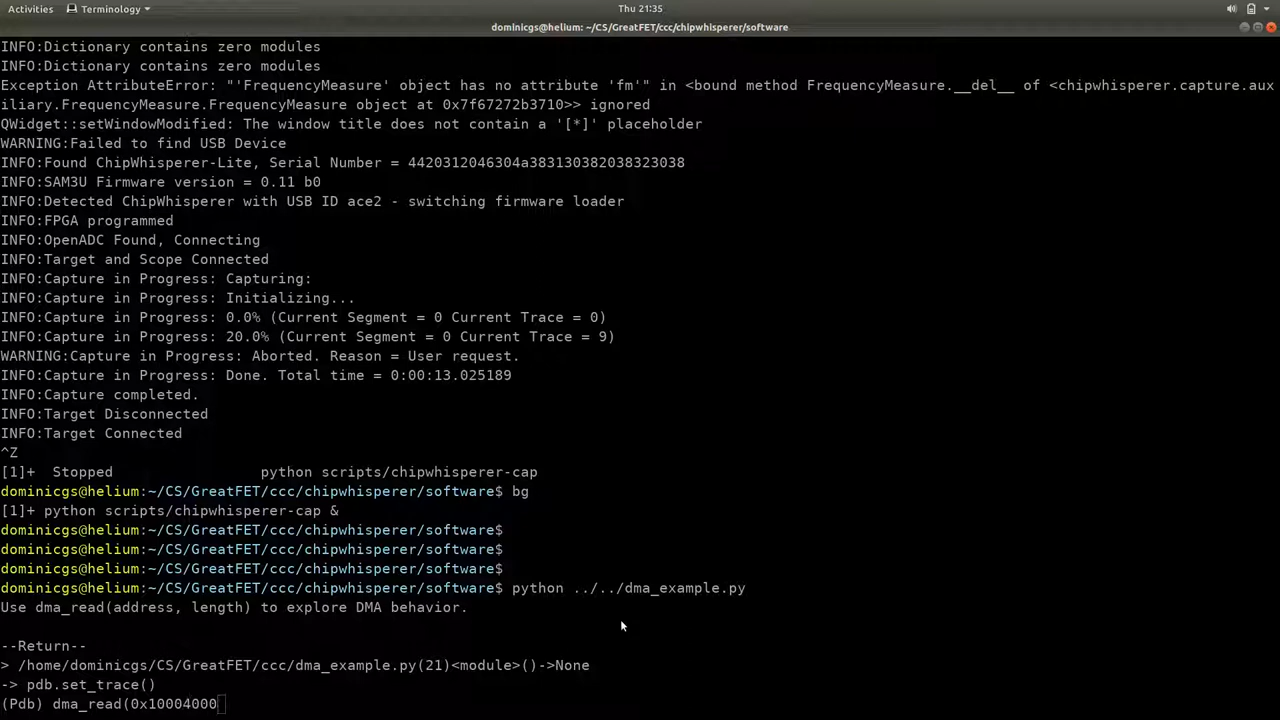 Activities Terminology Thu 21:35
dominicgs@helium: ~/CS/GreatFET/ccc/chipwhisperer/software
INFO:Dictionary contains zero modules
INFO:Dictionary contains zero modules
Exception AttributeError: "'FrequencyMeasure' object has no attribute 'fm'" in <bound method FrequencyMeasure.__del__ of <chipwhisperer.capture.aux
iliary.FrequencyMeasure.FrequencyMeasure object at 0x7f67272b3710>> ignored
QWidget::setWindowModified: The window title does not contain a '[*]' placeholder
WARNING:Failed to find USB Device
INFO:Found ChipWhisperer-Lite, Serial Number = 4420312046304a383130382038323038
INFO:SAM3U Firmware version = 0.11 b0
INFO:Detected ChipWhisperer with USB ID ace2 - switching firmware loader
INFO:FPGA programmed
INFO:OpenADC Found, Connecting
INFO:Target and Scope Connected
INFO:Capture in Progress: Capturing:
INFO:Capture in Progress: Initializing...
INFO:Capture in Progress: 0.0% (Current Segment = 0 Current Trace = 0)
INFO:Capture in Progress: 20.0% (Current Segment = 0 Current Trace = 9)
WARNING:Capture in Progress: Aborted. Reason = User request.
INFO:Capture in Progress: Done. Total time = 0:00:13.025189
INFO:Capture completed.
INFO:Target Disconnected
INFO:Target Connected
^Z
[1]+  Stopped                 python scripts/chipwhisperer-cap
dominicgs@helium:~/CS/GreatFET/ccc/chipwhisperer/software$ bg
[1]+ python scripts/chipwhisperer-cap &
dominicgs@helium:~/CS/GreatFET/ccc/chipwhisperer/software$
dominicgs@helium:~/CS/GreatFET/ccc/chipwhisperer/software$
dominicgs@helium:~/CS/GreatFET/ccc/chipwhisperer/software$
dominicgs@helium:~/CS/GreatFET/ccc/chipwhisperer/software$ python ../../dma_example.py
Use dma_read(address, length) to explore DMA behavior.
--Return--
> /home/dominicgs/CS/GreatFET/ccc/dma_example.py(21)<module>()->None
-> pdb.set_trace()
(Pdb) dma_read(0x10004000